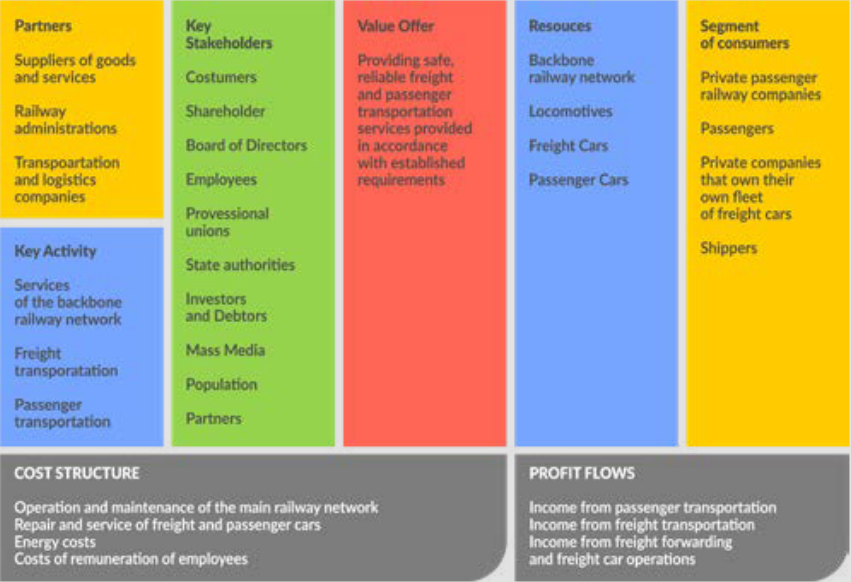 Partners
Suppliers of goods
and services
Railway
administrations
Transpoartation
and logistics
companies
Key Activity
Services
of the backbone
railway network
Freight
transporatation
Passenger
transportation
Key
Stakeholders
Costumers
Shareholder
Board of Directors
Employees
Provessional
unions
State authorities
Investors
and Debtors
Mass Media
Population
Partners
Value Offer
Providing safe,
reliable freight
and passenger
transportation
services provided
in accordance
with established
requirements
Resouces
Backbone
railway network
Locomotives
Freight Cars
Passenger Cars
Segment
of consumers
Private passenger
railway companies
Passengers
Private companies
that own their
own fleet
of freight cars
Shippers
COST STRUCTURE
Operation and maintenance of the main railway network
Repair and service of freight and passenger cars
Energy costs
Costs of remuneration of employees
PROFIT FLOWS
Income from passenger transportation
Income from freight transportation
Income from freight forwarding
and freight car operations